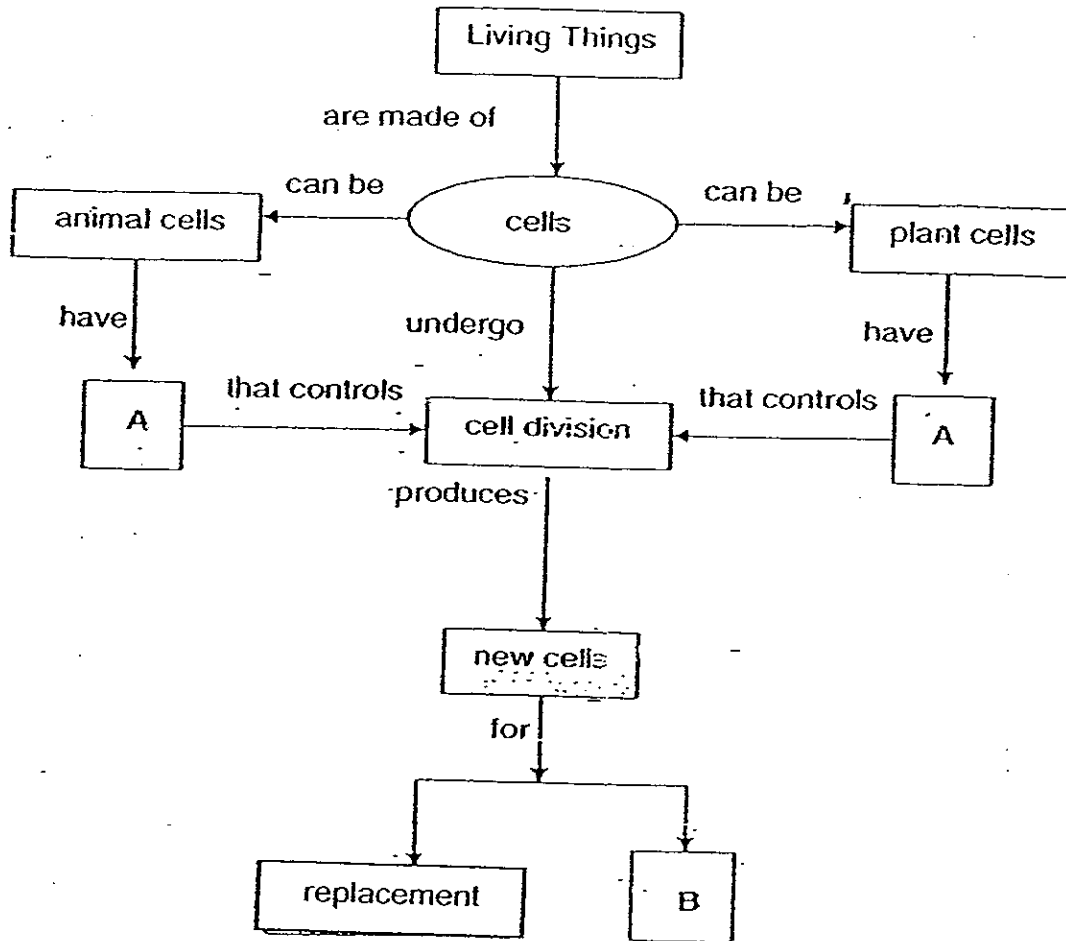 Living Things
are made of
can be
can be
animal cells
cells
plant cells
have
undergo
have
that controls
that controls
A
cell division
A
produces
new cells
for
replacement
B